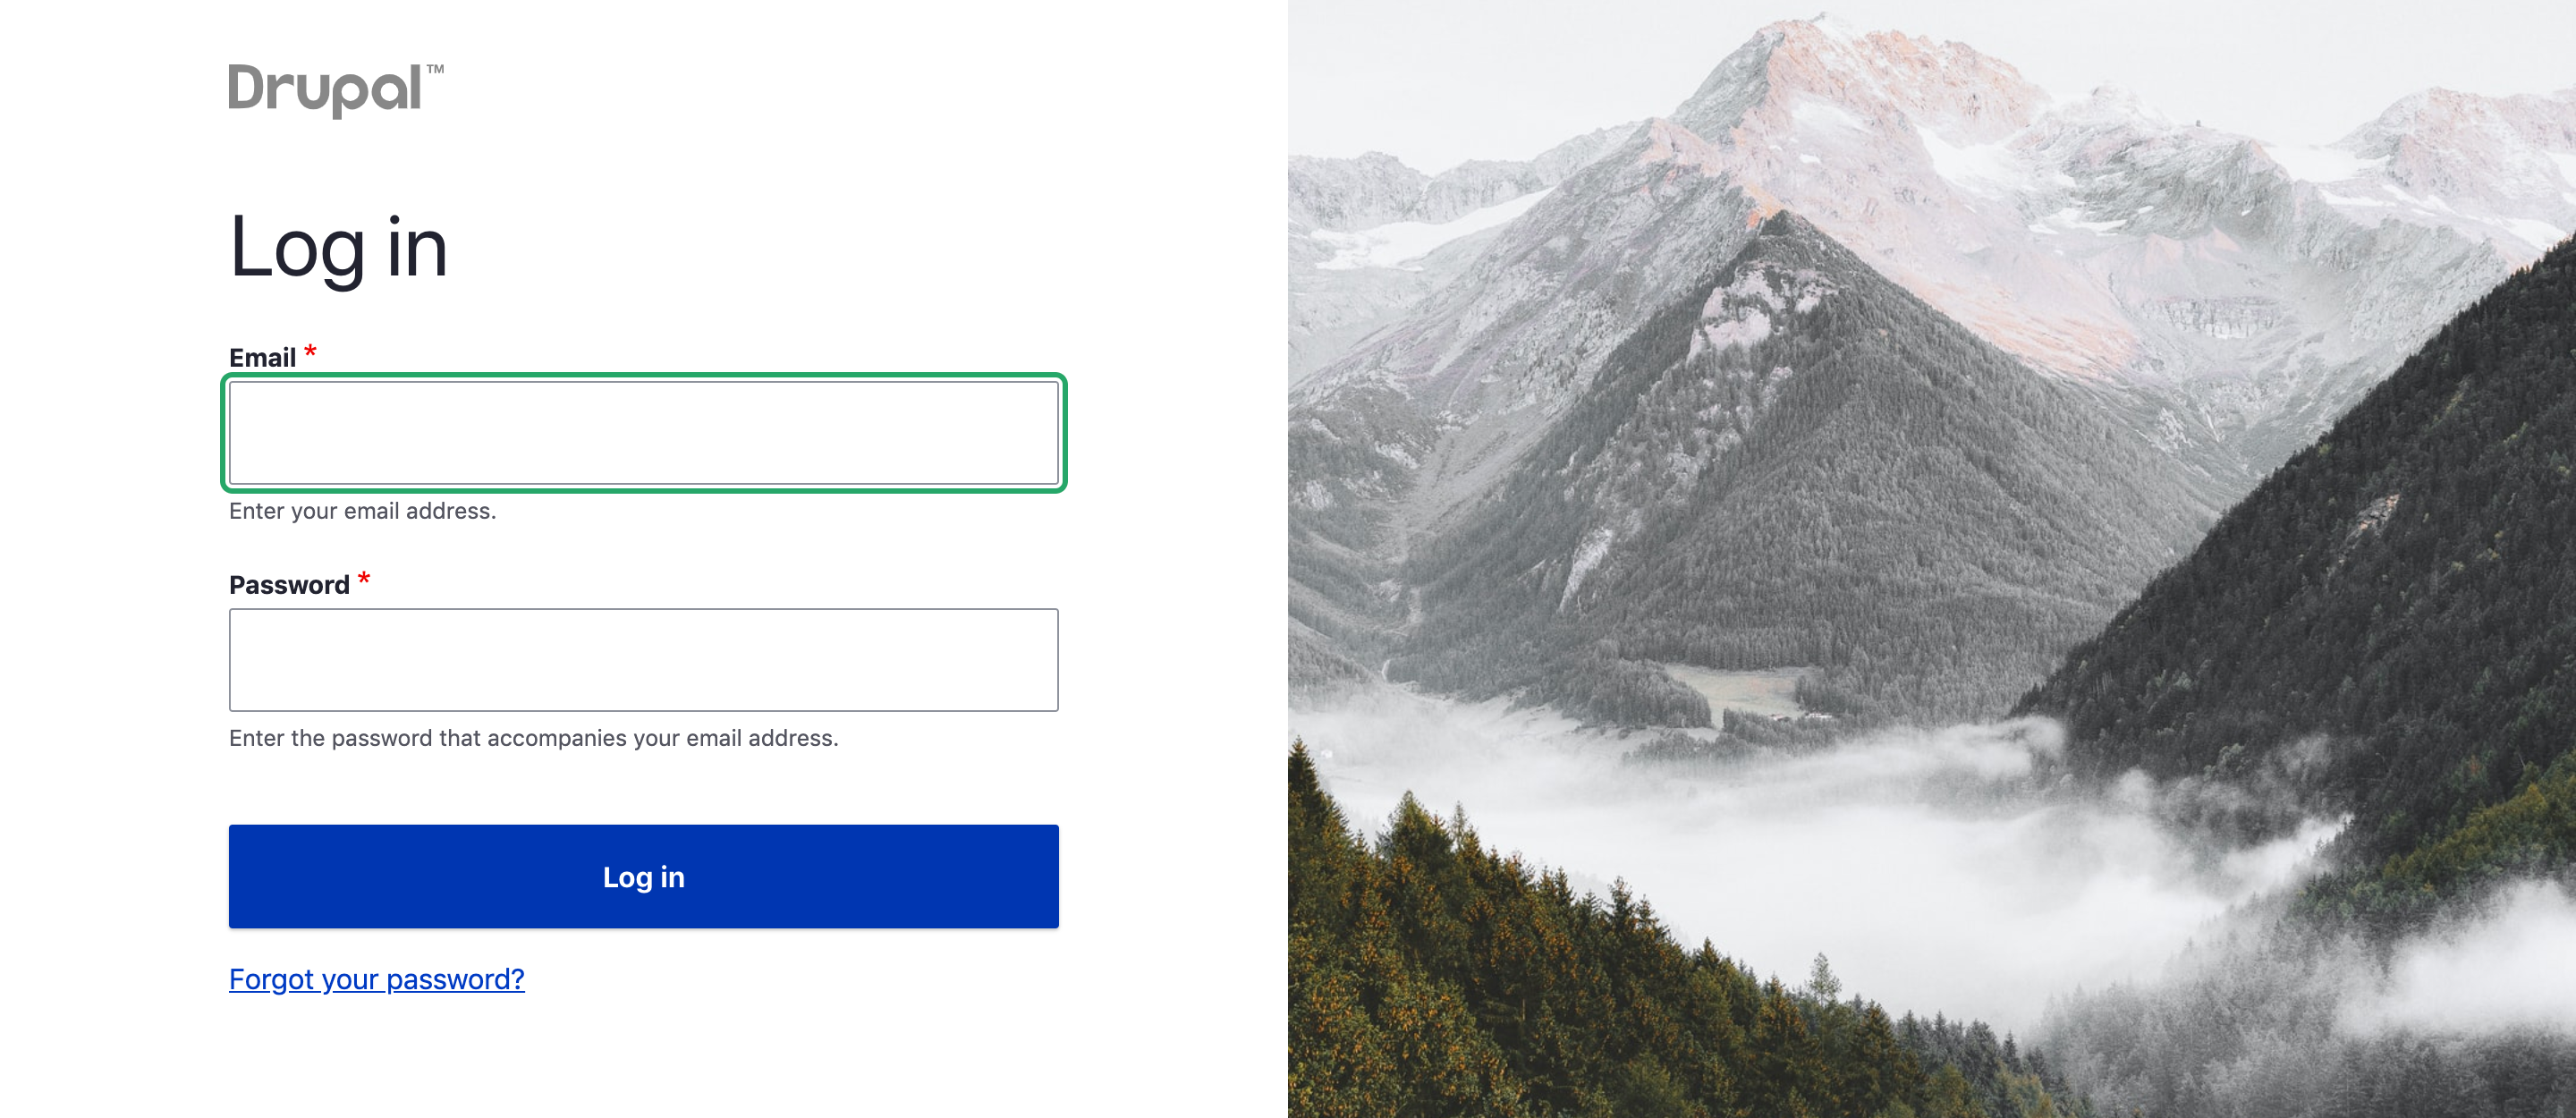 Drupal™
Log in
Email *
Enter your email address.
Password *
Enter the password that accompanies your email address.
Log in
Forgot your password?